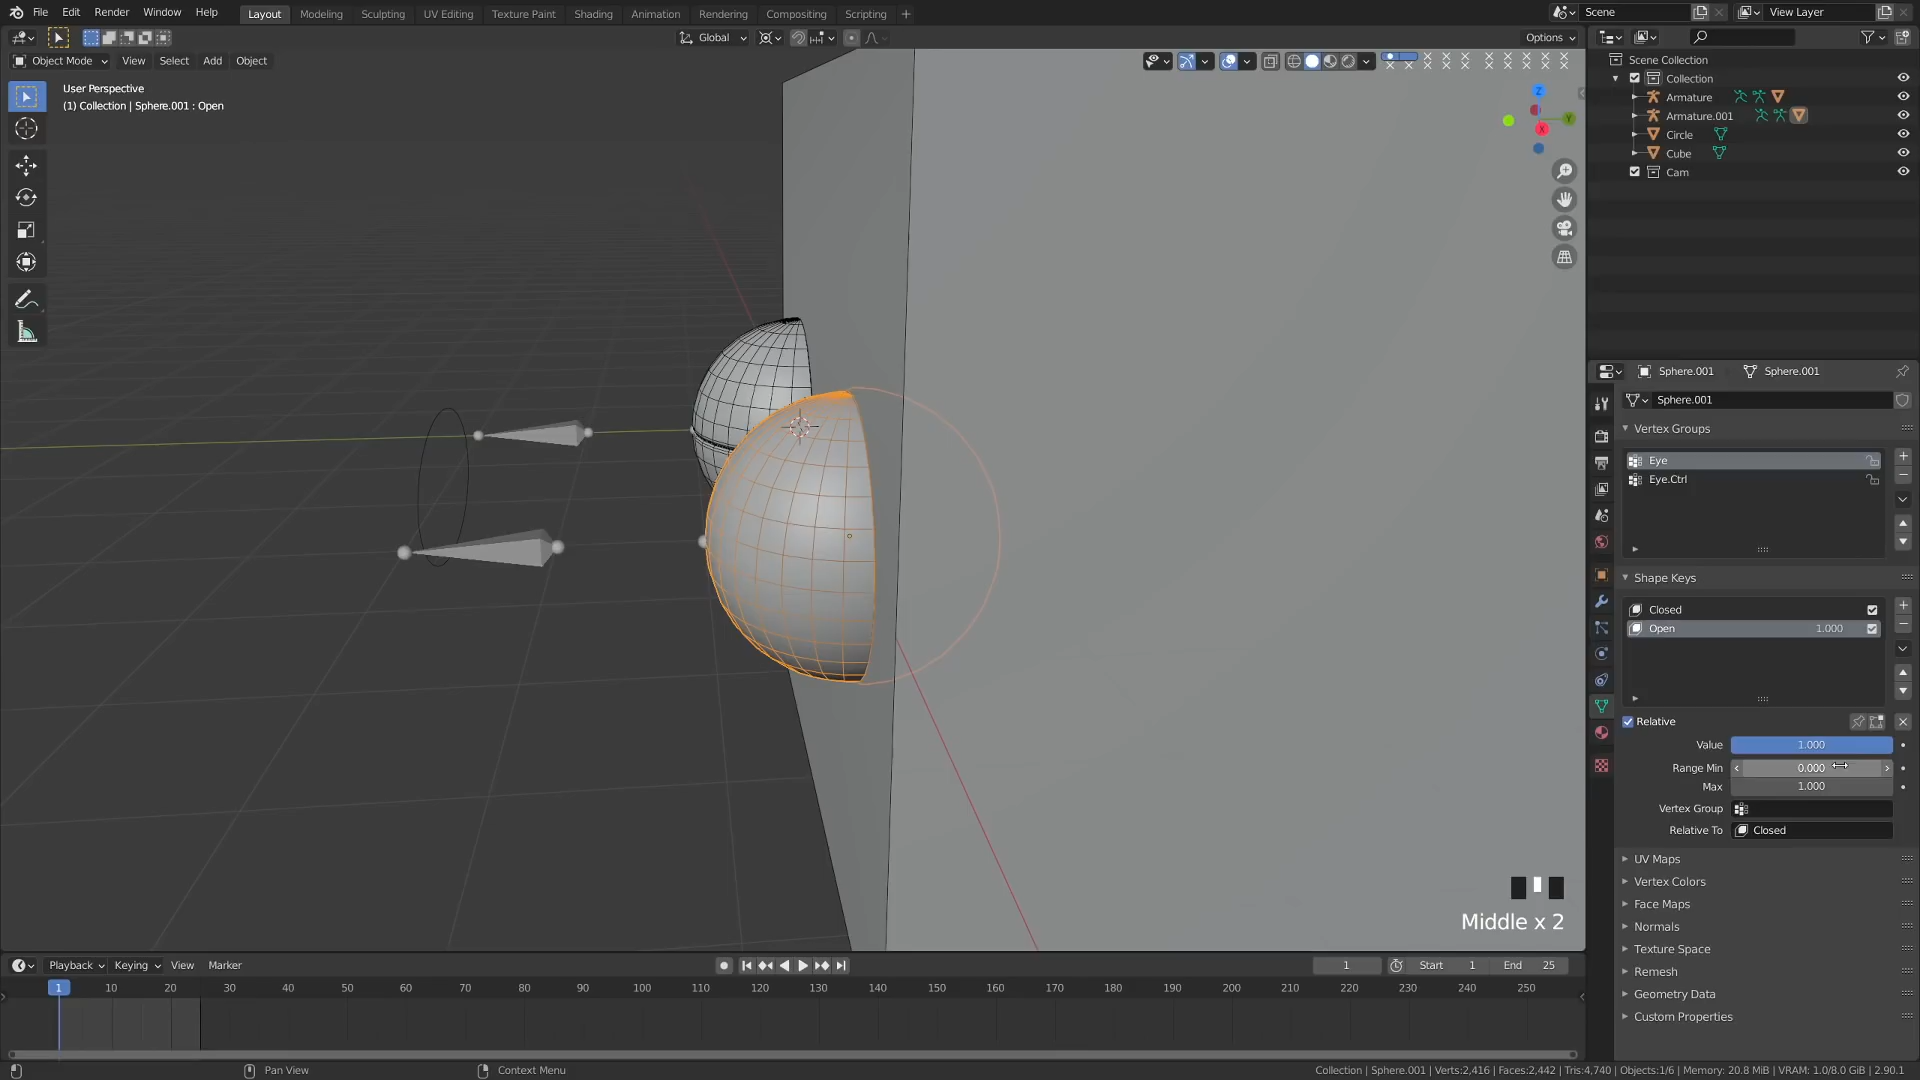 File Edit Render Window Help
Layout Modeling Sculpting UV Editing Texture Paint Shading Animation Rendering Compositing Scripting +
Scene
View Layer
Global
Options
Object Mode View Select Add Object
User Perspective
(1) Collection | Sphere.001 : Open
Z
Y
X
Middle x 2
Scene Collection
Collection
Armature
Armature.001
Circle
Cube
Cam
Sphere.001
Sphere.001
Sphere.001
Vertex Groups
Eye
Eye.Ctrl
Shape Keys
Closed
Open 1.000
Relative
Value 1.000
Range Min 0.000
Max 1.000
Vertex Group
Relative To Closed
UV Maps
Vertex Colors
Face Maps
Normals
Texture Space
Remesh
Geometry Data
Custom Properties
Playback Keying View Marker
1 Start 1 End 25
1 10 20 30 40 50 60 70 80 90 100 110 120 130 140 150 160 170 180 190 200 210 220 230 240 250
Pan View Context Menu
Collection | Sphere.001 | Verts:2,416 | Faces:2,442 | Tris:4,740 | Objects:1/6 | Memory: 20.8 MiB | VRAM: 1.0/8.0 GiB | 2.90.1